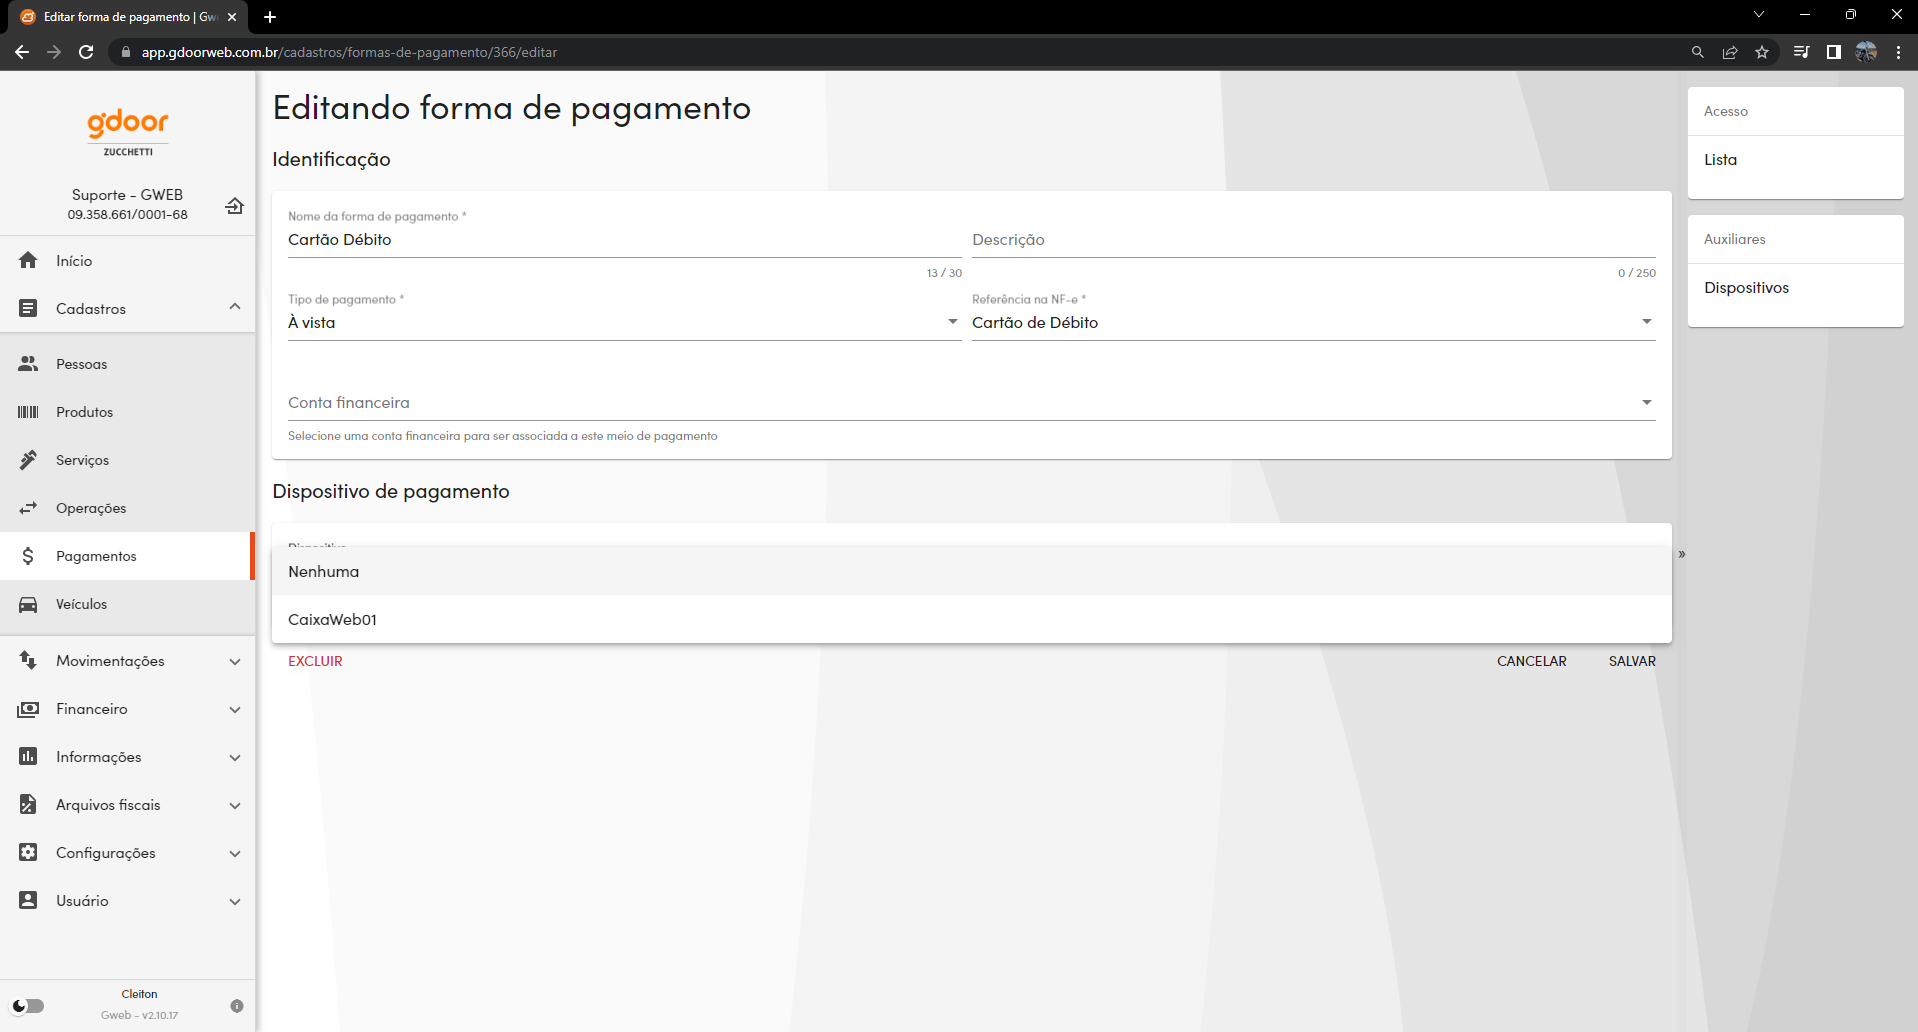 Editar forma de pagamento | Gw
app.gdoorweb.com.br/cadastros/formas-de-pagamento/366/editar
gdoor
ZUCCHETTI
Suporte - GWEB
09.358.661/0001-68
Início
Cadastros
Pessoas
Produtos
Serviços
Operações
Pagamentos
Veículos
Movimentações
Financeiro
Informações
Arquivos fiscais
Configurações
Usuário
Cleiton
Gweb - v2.10.17
Editando forma de pagamento
Identificação
Nome da forma de pagamento *
Cartão Débito
13 / 30
Descrição
0 / 250
Tipo de pagamento *
À vista
Referência na NF-e *
Cartão de Débito
Conta financeira
Selecione uma conta financeira para ser associada a este meio de pagamento
Dispositivo de pagamento
Dispositivo
Nenhuma
CaixaWeb01
EXCLUIR
CANCELAR
SALVAR
»
Acesso
Lista
Auxiliares
Dispositivos